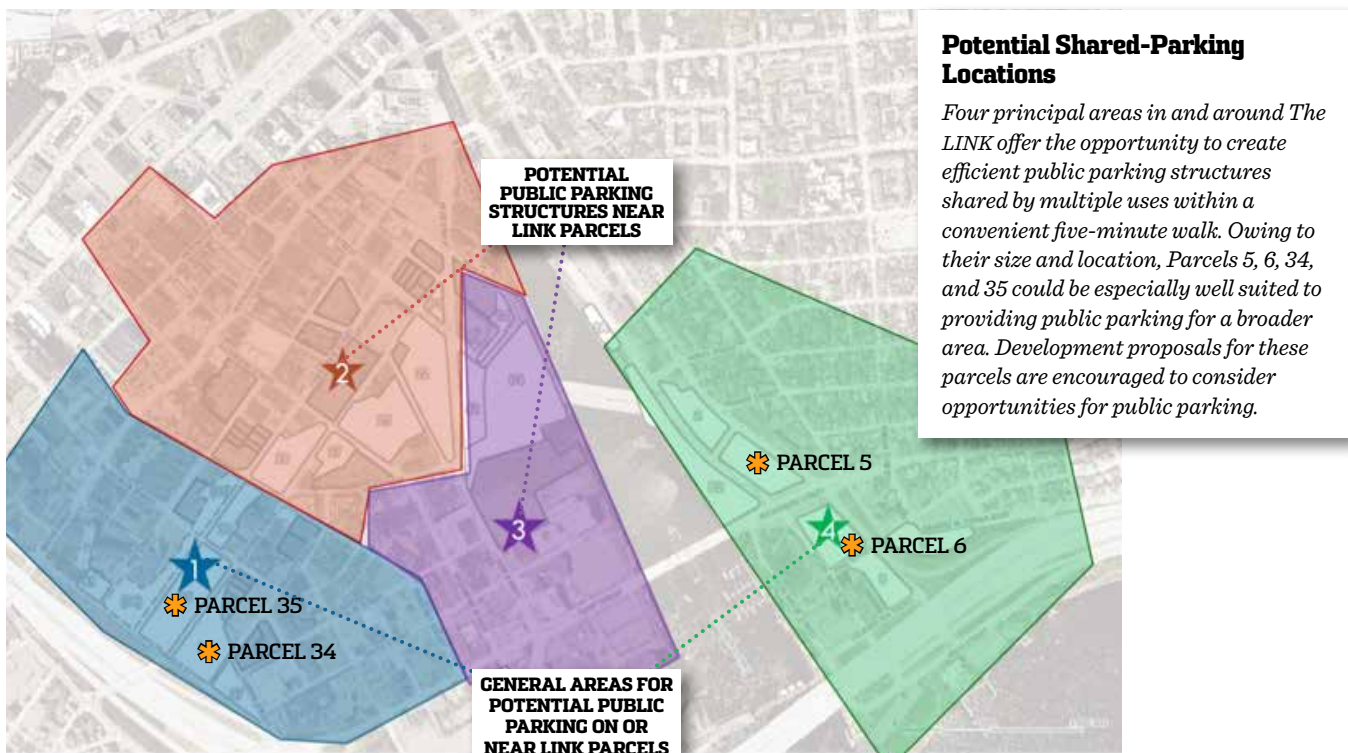 Potential Shared-Parking
Locations
Four principal areas in and around The
LINK offer the opportunity to create
efficient public parking structures
shared by multiple uses within a
convenient five-minute walk. Owing to
their size and location, Parcels 5, 6, 34,
and 35 could be especially well suited to
providing public parking for a broader
area. Development proposals for these
parcels are encouraged to consider
opportunities for public parking.
POTENTIAL
PUBLIC PARKING
STRUCTURES NEAR
LINK PARCELS
2
3
4
1
PARCEL 5
PARCEL 6
PARCEL 35
PARCEL 34
GENERAL AREAS FOR
POTENTIAL PUBLIC
PARKING ON OR
NEAR LINK PARCELS